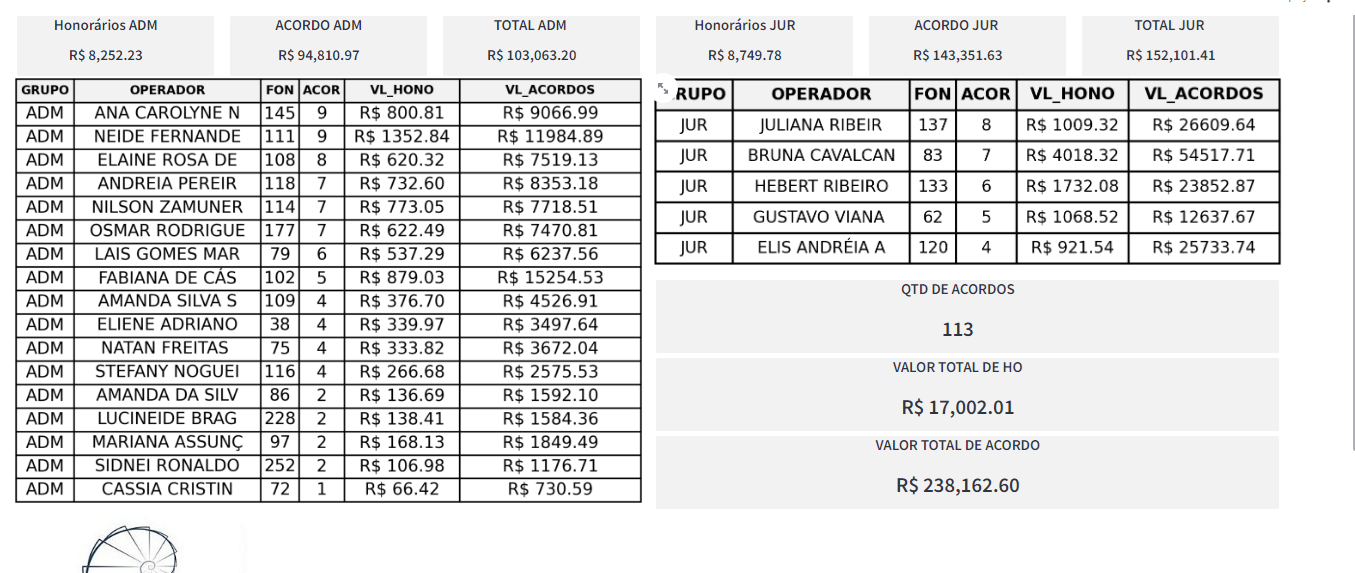 Honorários ADM
R$ 8,252.23
ACORDO ADM
R$ 94,810.97
TOTAL ADM
R$ 103,063.20
GRUPO OPERADOR FON ACOR VL_HONO VL_ACORDOS
ADM ANA CAROLYNE N 145 9 R$ 800.81 R$ 9066.99
ADM NEIDE FERNANDE 111 9 R$ 1352.84 R$ 11984.89
ADM ELAINE ROSA DE 108 8 R$ 620.32 R$ 7519.13
ADM ANDREIA PEREIR 118 7 R$ 732.60 R$ 8353.18
ADM NILSON ZAMUNER 114 7 R$ 773.05 R$ 7718.51
ADM OSMAR RODRIGUE 177 7 R$ 622.49 R$ 7470.81
ADM LAIS GOMES MAR 79 6 R$ 537.29 R$ 6237.56
ADM FABIANA DE CÁS 102 5 R$ 879.03 R$ 15254.53
ADM AMANDA SILVA S 109 4 R$ 376.70 R$ 4526.91
ADM ELIENE ADRIANO 38 4 R$ 339.97 R$ 3497.64
ADM NATAN FREITAS 75 4 R$ 333.82 R$ 3672.04
ADM STEFANY NOGUEI 116 4 R$ 266.68 R$ 2575.53
ADM AMANDA DA SILV 86 2 R$ 136.69 R$ 1592.10
ADM LUCINEIDE BRAG 228 2 R$ 138.41 R$ 1584.36
ADM MARIANA ASSUNÇ 97 2 R$ 168.13 R$ 1849.49
ADM SIDNEI RONALDO 252 2 R$ 106.98 R$ 1176.71
ADM CASSIA CRISTIN 72 1 R$ 66.42 R$ 730.59
Honorários JUR
R$ 8,749.78
ACORDO JUR
R$ 143,351.63
TOTAL JUR
R$ 152,101.41
RUPO OPERADOR FON ACOR VL_HONO VL_ACORDOS
JUR JULIANA RIBEIR 137 8 R$ 1009.32 R$ 26609.64
JUR BRUNA CAVALCAN 83 7 R$ 4018.32 R$ 54517.71
JUR HEBERT RIBEIRO 133 6 R$ 1732.08 R$ 23852.87
JUR GUSTAVO VIANA 62 5 R$ 1068.52 R$ 12637.67
JUR ELIS ANDRÉIA A 120 4 R$ 921.54 R$ 25733.74
QTD DE ACORDOS
113
VALOR TOTAL DE HO
R$ 17,002.01
VALOR TOTAL DE ACORDO
R$ 238,162.60